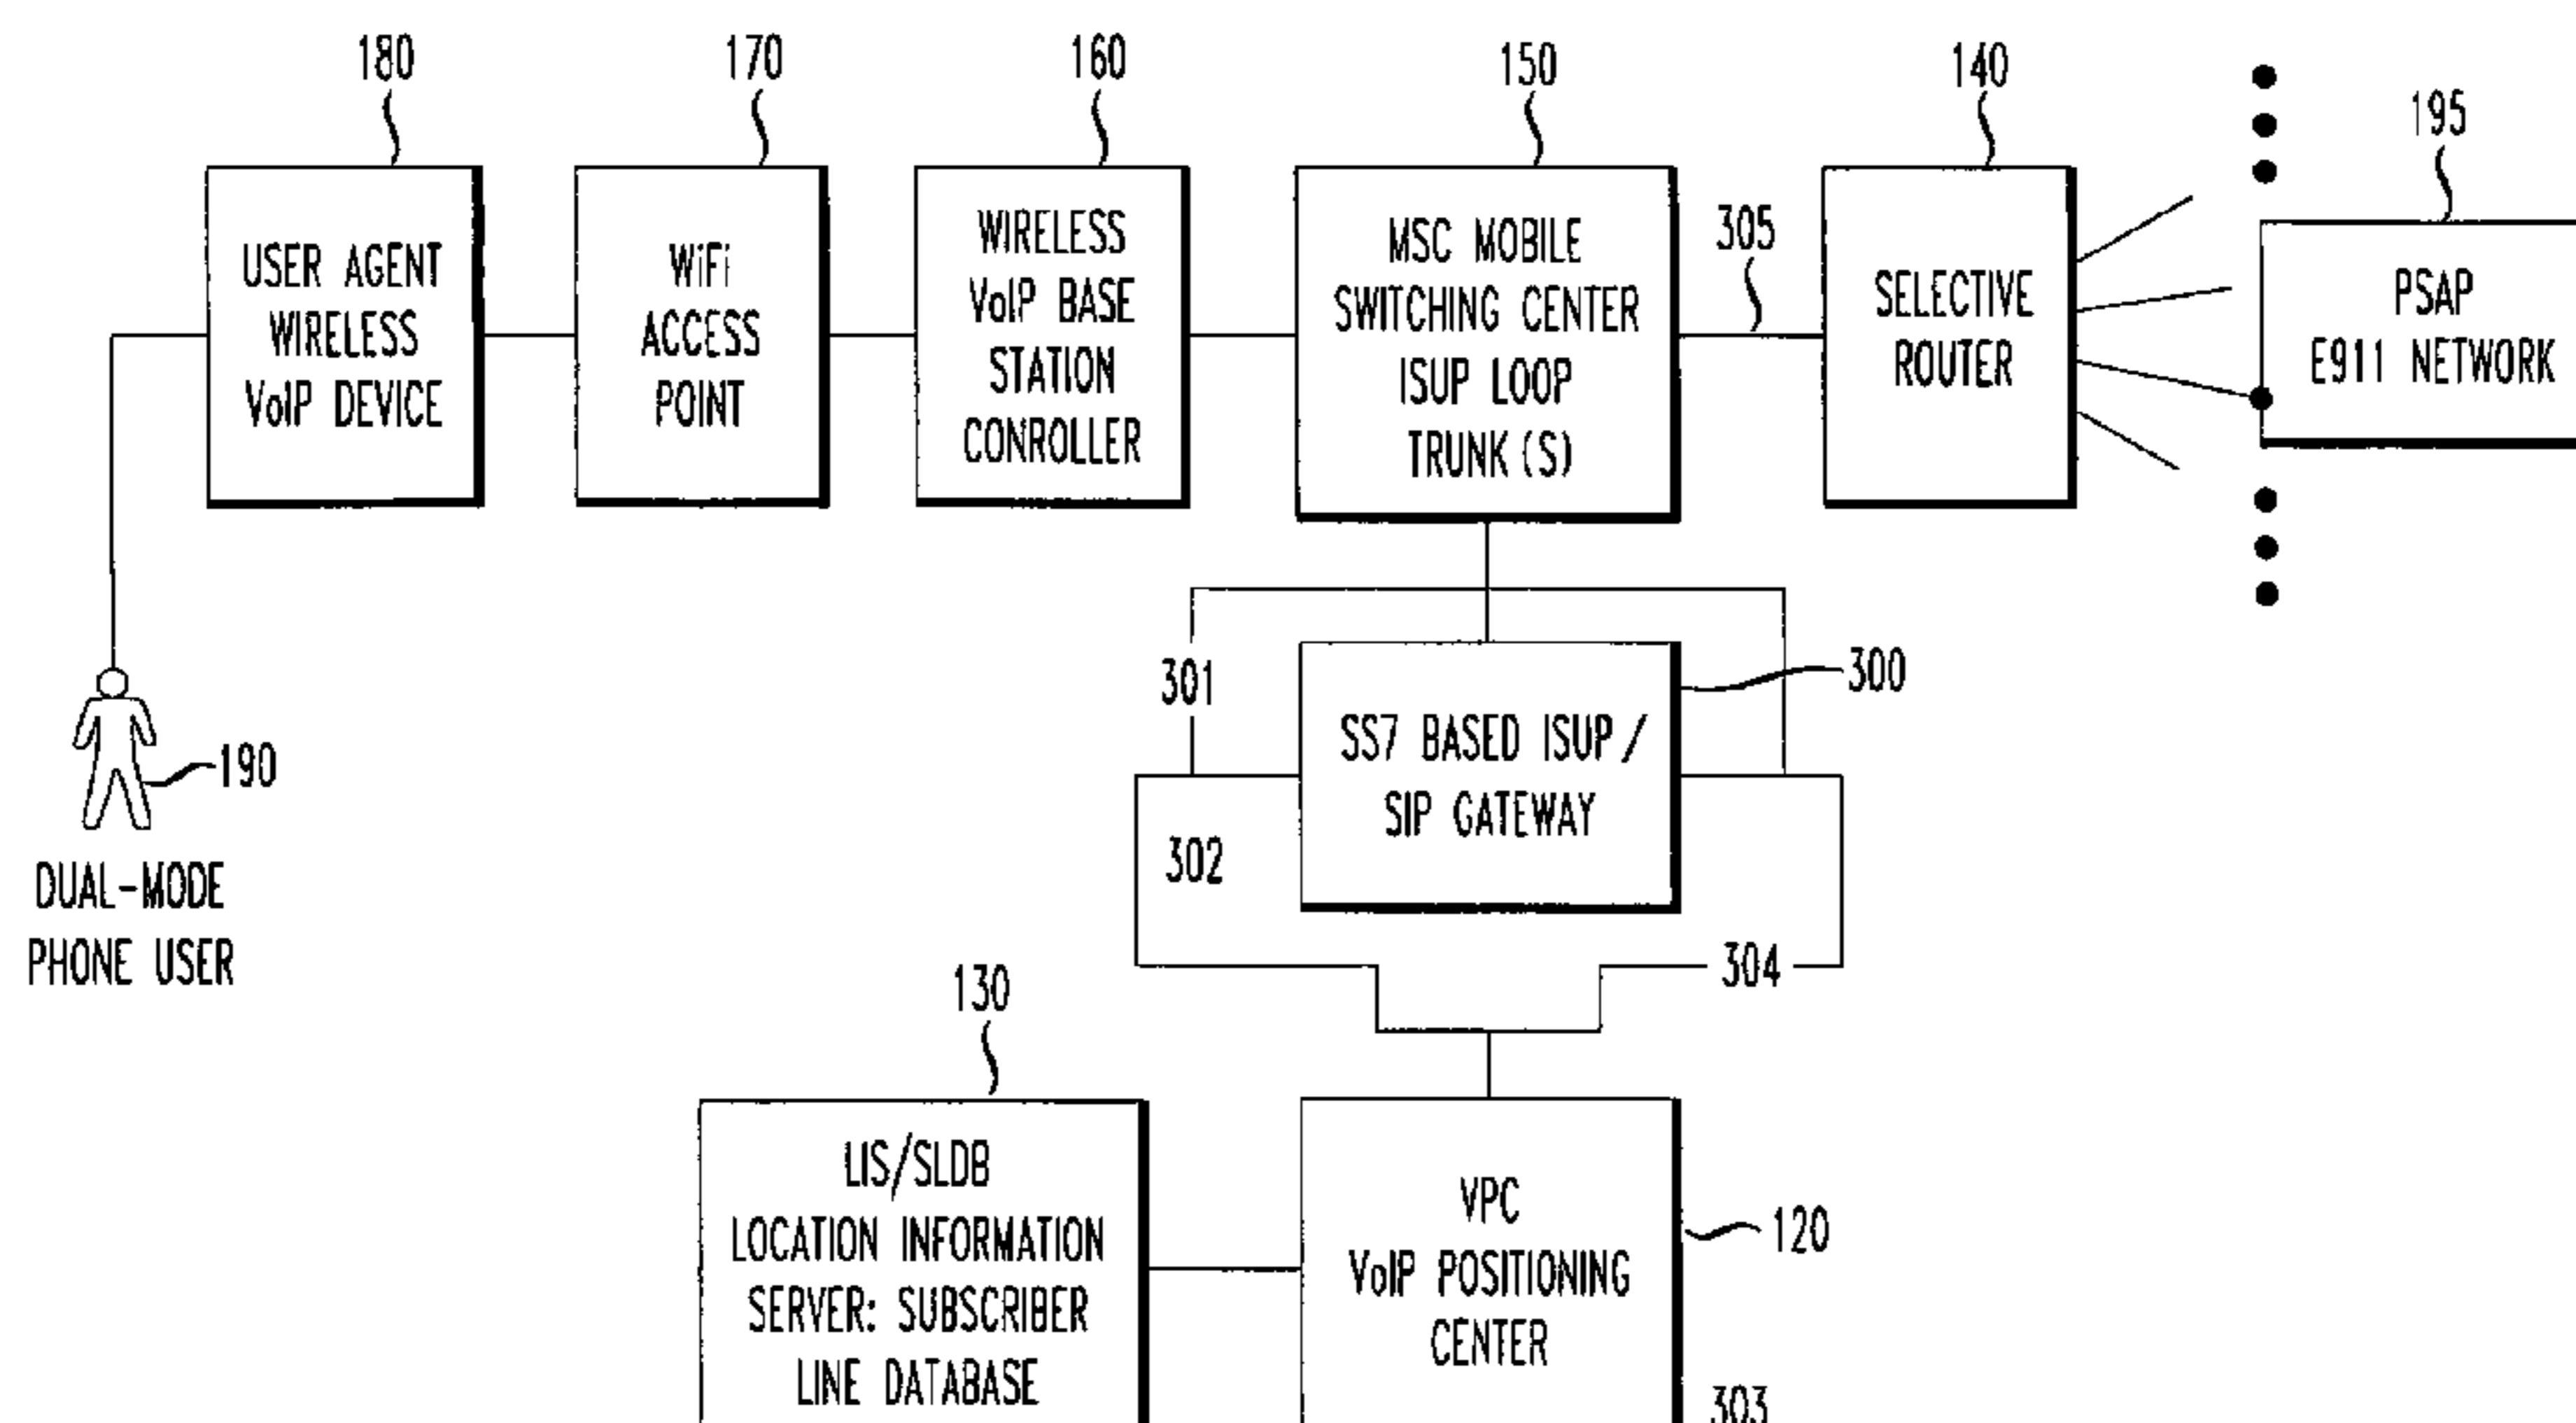 180
170
160
150
140
195
USER AGENT
WIRELESS
VoIP DEVICE
WiFi
ACCESS
POINT
WIRELESS
VoIP BASE
STATION
CONROLLER
MSC MOBILE
SWITCHING CENTER
ISUP LOOP
TRUNK(S)
305
SELECTIVE
ROUTER
PSAP
E911 NETWORK
301
300
SS7 BASED ISUP/
SIP GATEWAY
190
DUAL-MODE
PHONE USER
302
304
130
LIS/SLDB
LOCATION INFORMATION
SERVER: SUBSCRIBER
LINE DATABASE
VPC
VoIP POSITIONING
CENTER
120
303